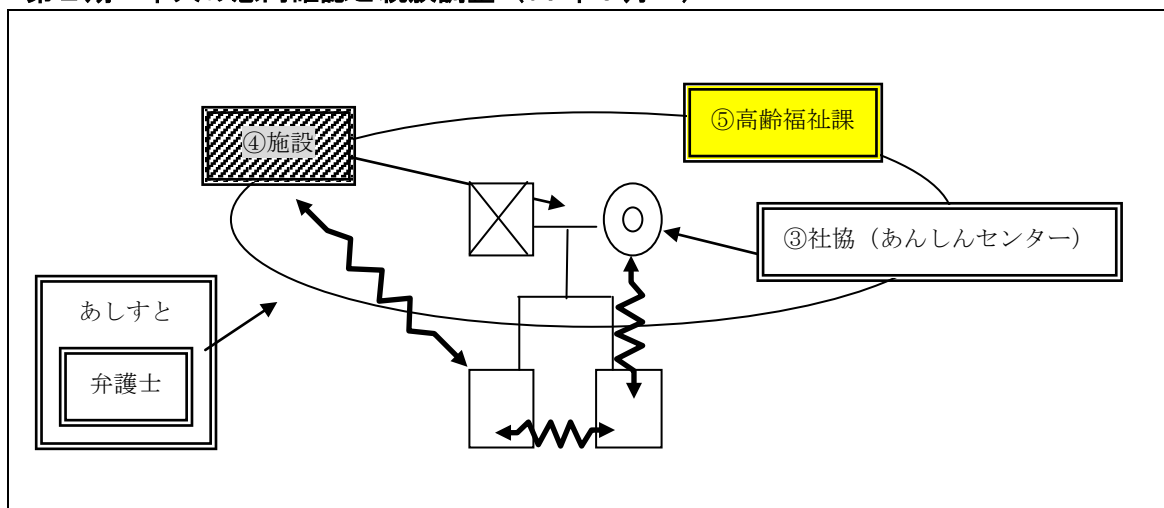 ⑤高齢福祉課
④施設
③社協（あんしんセンター）
あしすと
弁護士